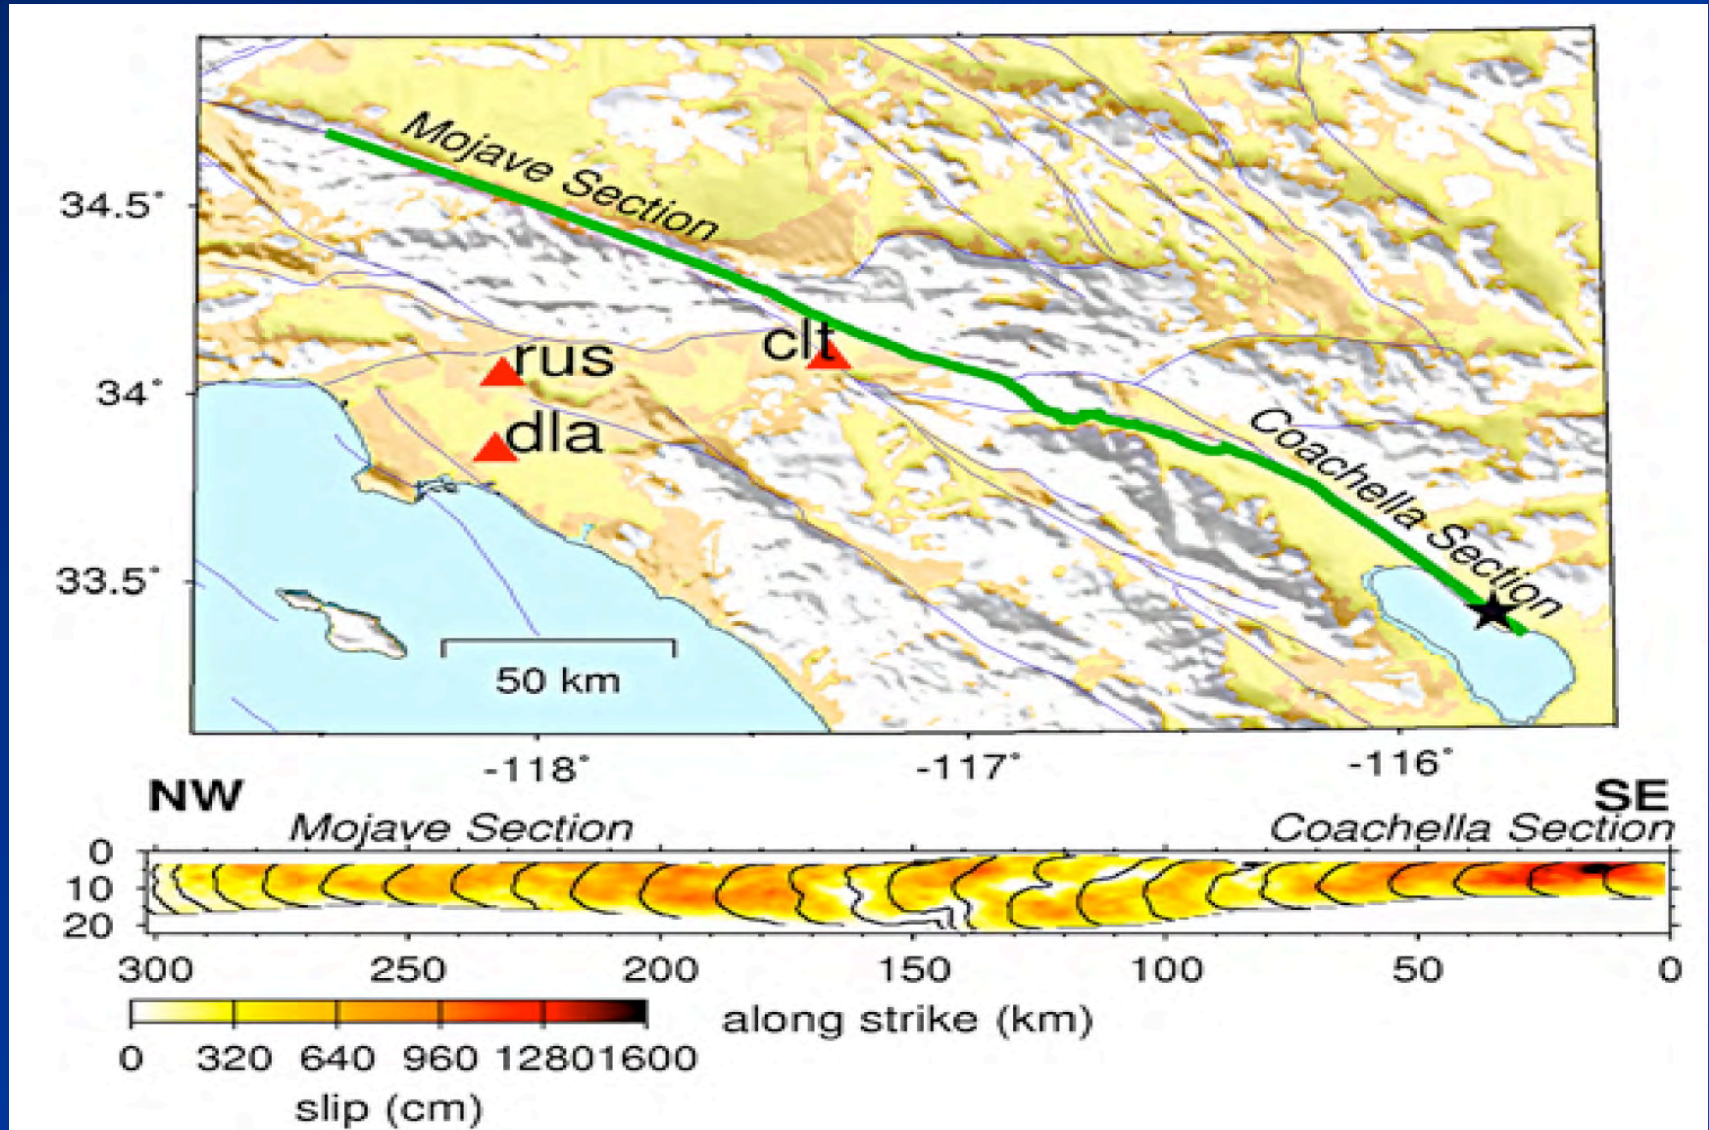 Mojave Section
34.5°
clt
rus
34°
dla
Coachella Section
33.5°
50 km
-118°
-117°
-116°
NW
SE
Mojave Section
Coachella Section
0
10
20
300
250
200
150
100
50
0
along strike (km)
0
320
640
960
1280
1600
slip (cm)